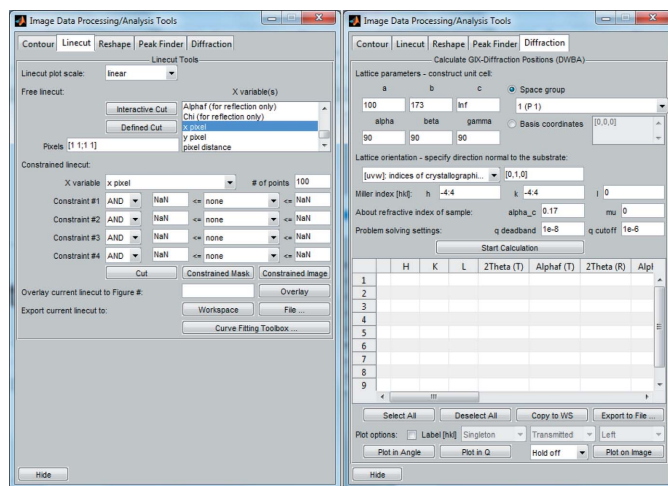 Image Data Processing/Analysis Tools
Contour Linecut Reshape Peak Finder Diffraction
Linecut Tools
Linecut plot scale: linear
Free linecut: X variable(s)
Interactive Cut
Defined Cut
Pixels [1 1;1 1]
Alphaf (for reflection only)
Chi (for reflection only)
x pixel
y pixel
pixel distance
Constrained linecut:
X variable x pixel # of points 100
Constraint #1 AND NaN <= none <= NaN
Constraint #2 AND NaN <= none <= NaN
Constraint #3 AND NaN <= none <= NaN
Constraint #4 AND NaN <= none <= NaN
Cut Constrained Mask Constrained Image
Overlay current linecut to Figure #: Overlay
Export current linecut to: Workspace File ...
Curve Fitting Toolbox ...
Hide
Image Data Processing/Analysis Tools
Contour Linecut Reshape Peak Finder Diffraction
Calculate GIX-Diffraction Positions (DWBA)
Lattice parameters - construct unit cell:
a b c Space group
100 173 Inf 1 (P 1)
alpha beta gamma Basis coordinates [0,0,0]
90 90 90
Lattice orientation - specify direction normal to the substrate:
[uvw]: indices of crystallographi... [0,1,0]
Miller index [hkl]: h -4:4 k -4:4 l 0
About refractive index of sample: alpha_c 0.17 mu 0
Problem solving settings: q deadband 1e-8 q cutoff 1e-6
Start Calculation
H K L 2Theta (T) Alphaf (T) 2Theta (R) Alpl
1
2
3
4
5
6
7
8
9
Select All Deselect All Copy to WS Export to File ...
Plot options: Label [hkl] Singleton Transmitted Left
Plot in Angle Plot in Q Hold off Plot on Image
Hide